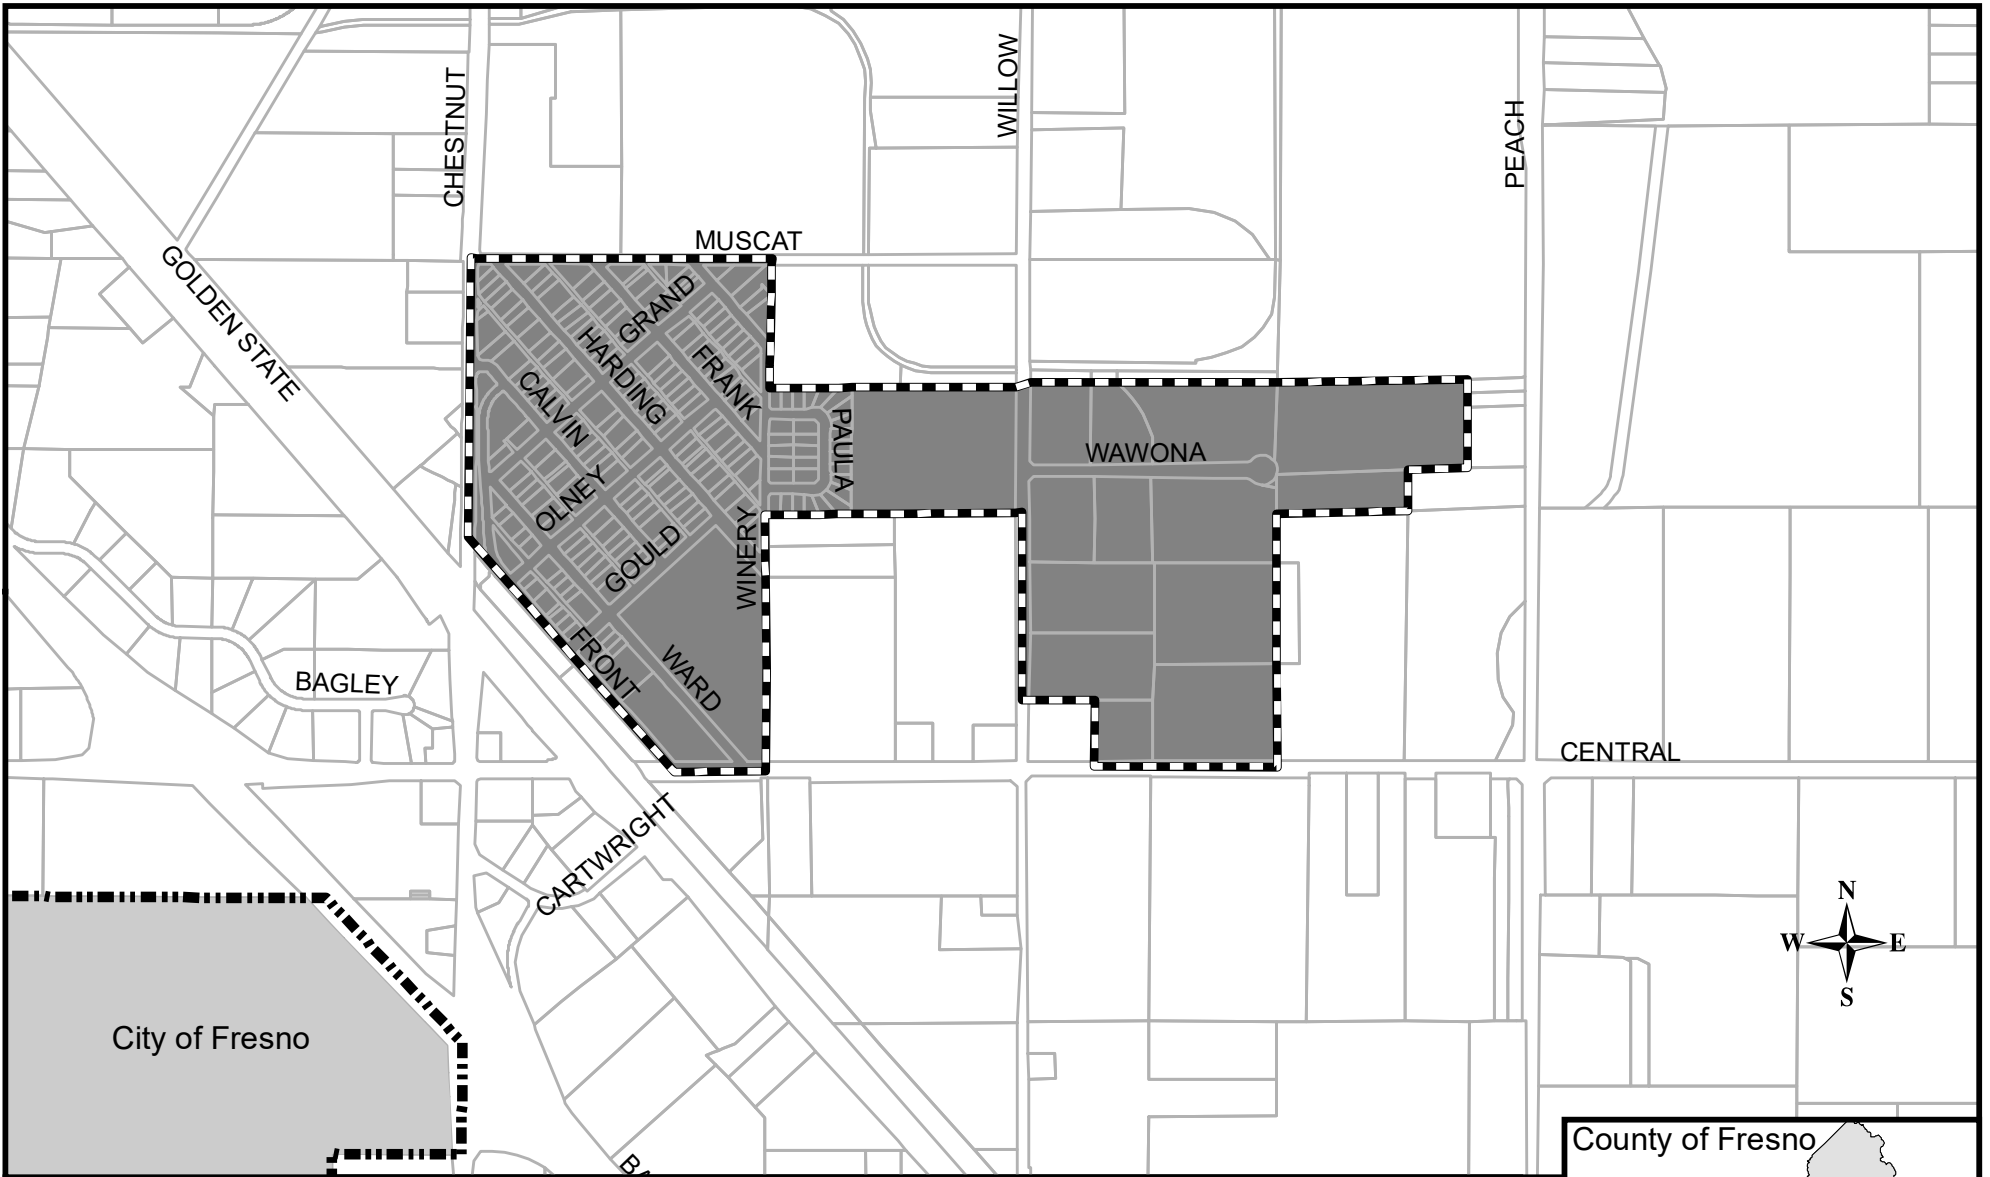 CHESTNUT
WILLOW
PEACH
MUSCAT
GOLDEN STATE
GRAND
HARDING
FRANK
CALVIN
PAULA
WAWONA
OLNEY
GOULD
WINERY
FRONT
WARD
BAGLEY
CENTRAL
CARTWRIGHT
N
W
E
S
City of Fresno
County of Fresno